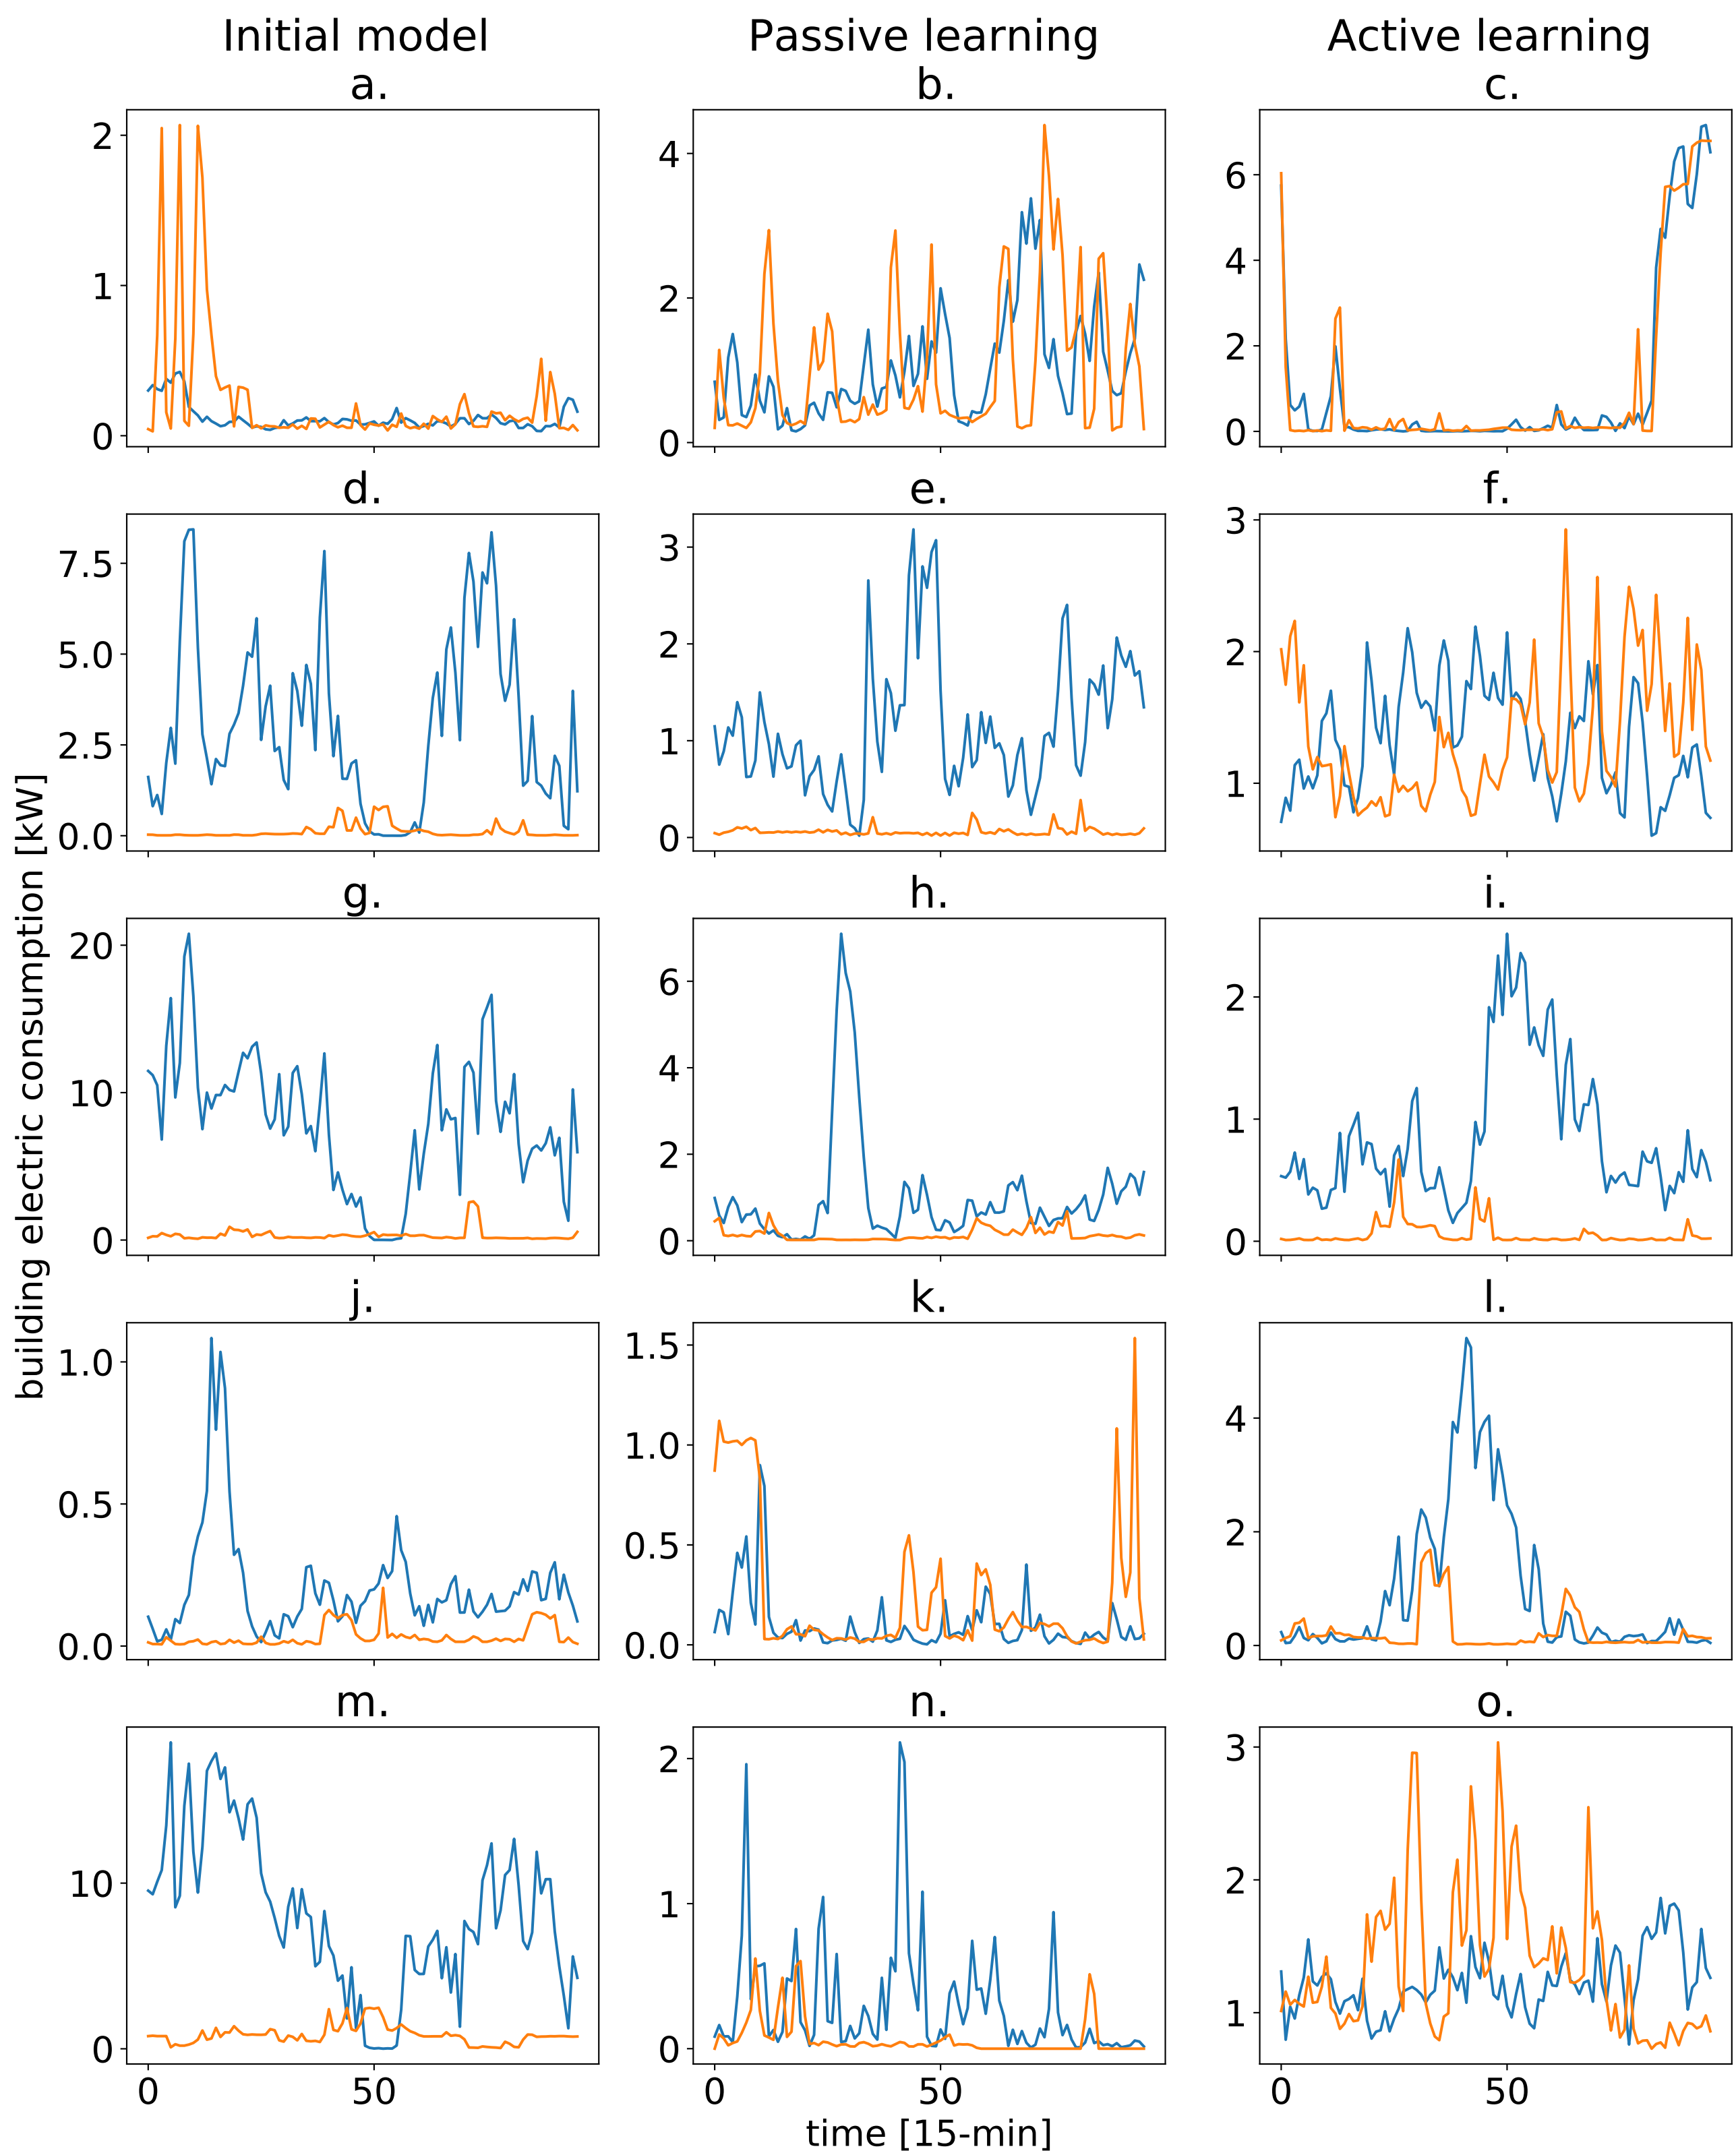 Initial model
Passive learning
Active learning
a.
b.
c.
2
1
0
4
2
0
6
4
2
0
d.
e.
f.
7.5
5.0
2.5
0.0
3
2
1
0
3
2
1
g.
h.
i.
20
10
0
6
4
2
0
2
1
0
j.
k.
l.
1.0
0.5
0.0
1.5
1.0
0.5
0.0
4
2
0
m.
n.
o.
10
0
2
1
0
3
2
1
0 50
0 50
0 50
time [15-min]
building electric consumption [kW]